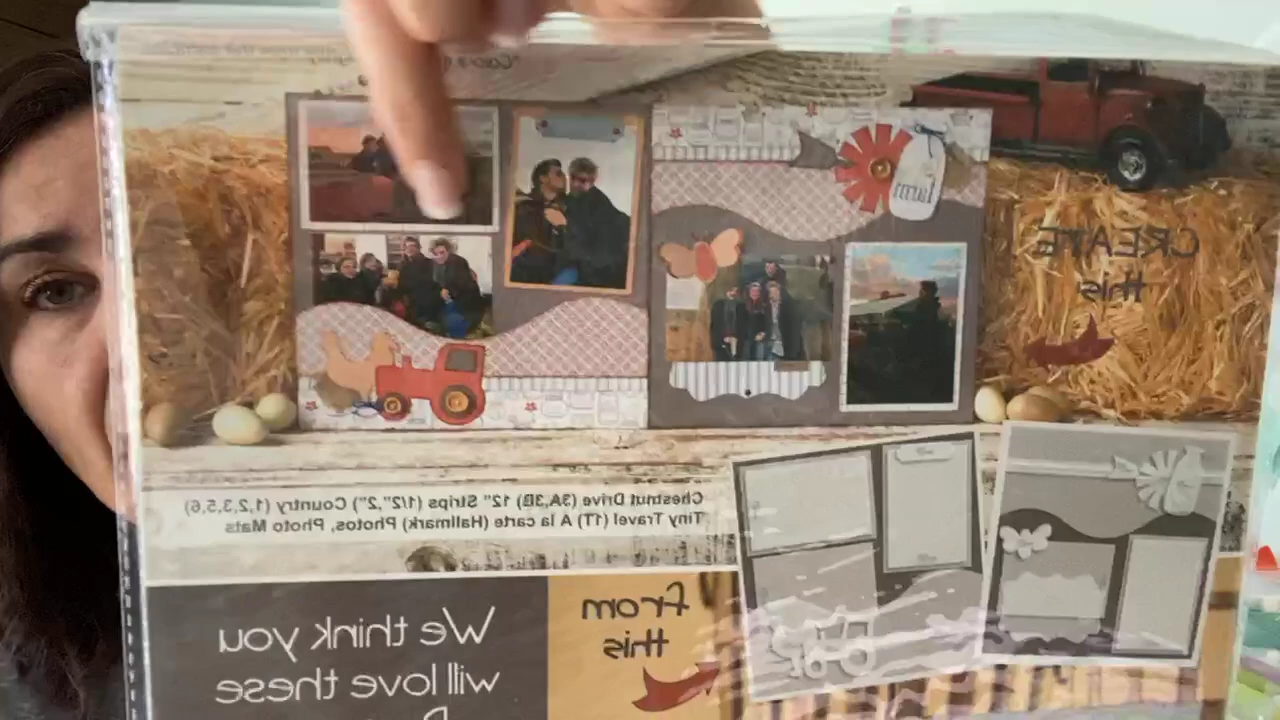 Farm
CREATE
this!
Chestnut Drive (3A,3B) 12" Strips (1/2",2") Country (1,2,3,5,6)
Tiny Travel (1T) A la carte (Hallmark) Photos, Photo Mats
from
this
We think you
will love these